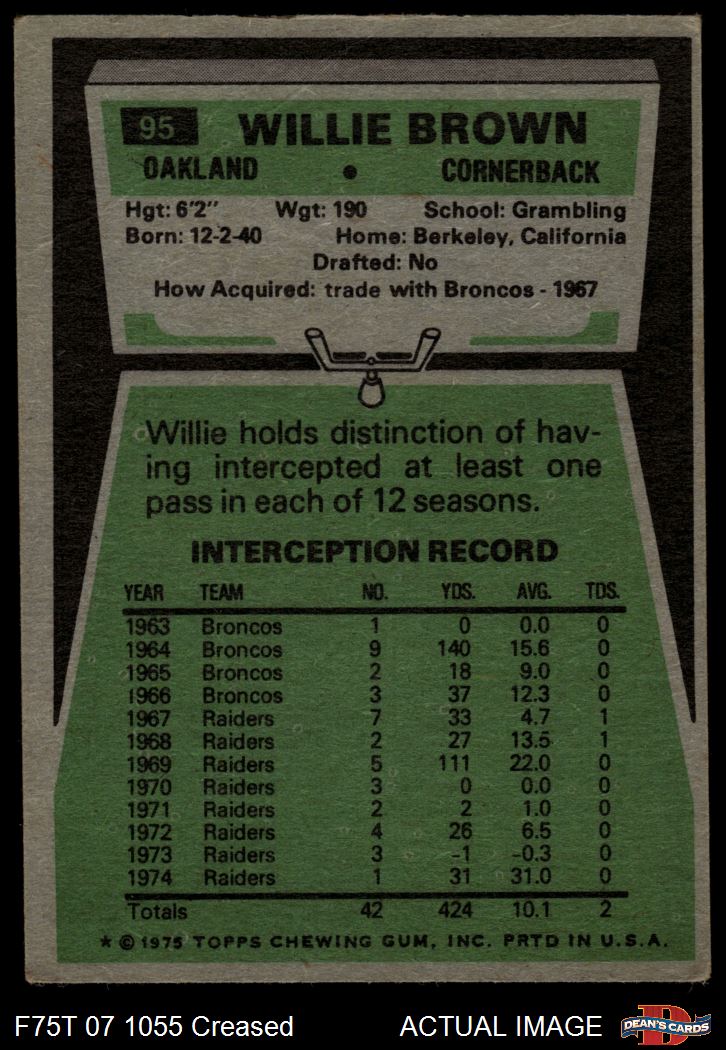 95 WILLIE BROWN
OAKLAND • CORNERBACK
Hgt: 6'2" Wgt: 190 School: Grambling
Born: 12-2-40 Home: Berkeley, California
Drafted: No
How Acquired: trade with Broncos - 1967
Willie holds distinction of hav-
ing intercepted at least one
pass in each of 12 seasons.
INTERCEPTION RECORD
YEAR TEAM NO. YDS. AVG. TDS.
1963 Broncos 1 0 0.0 0
1964 Broncos 9 140 15.6 0
1965 Broncos 2 18 9.0 0
1966 Broncos 3 37 12.3 0
1967 Raiders 7 33 4.7 1
1968 Raiders 2 27 13.5 1
1969 Raiders 5 111 22.0 0
1970 Raiders 3 0 0.0 0
1971 Raiders 2 2 1.0 0
1972 Raiders 4 26 6.5 0
1973 Raiders 3 -1 -0.3 0
1974 Raiders 1 31 31.0 0
Totals 42 424 10.1 2
* © 1975 TOPPS CHEWING GUM, INC. PRTD IN U.S.A.
F75T 07 1055 Creased ACTUAL IMAGE
D
DEAN'S CARDS